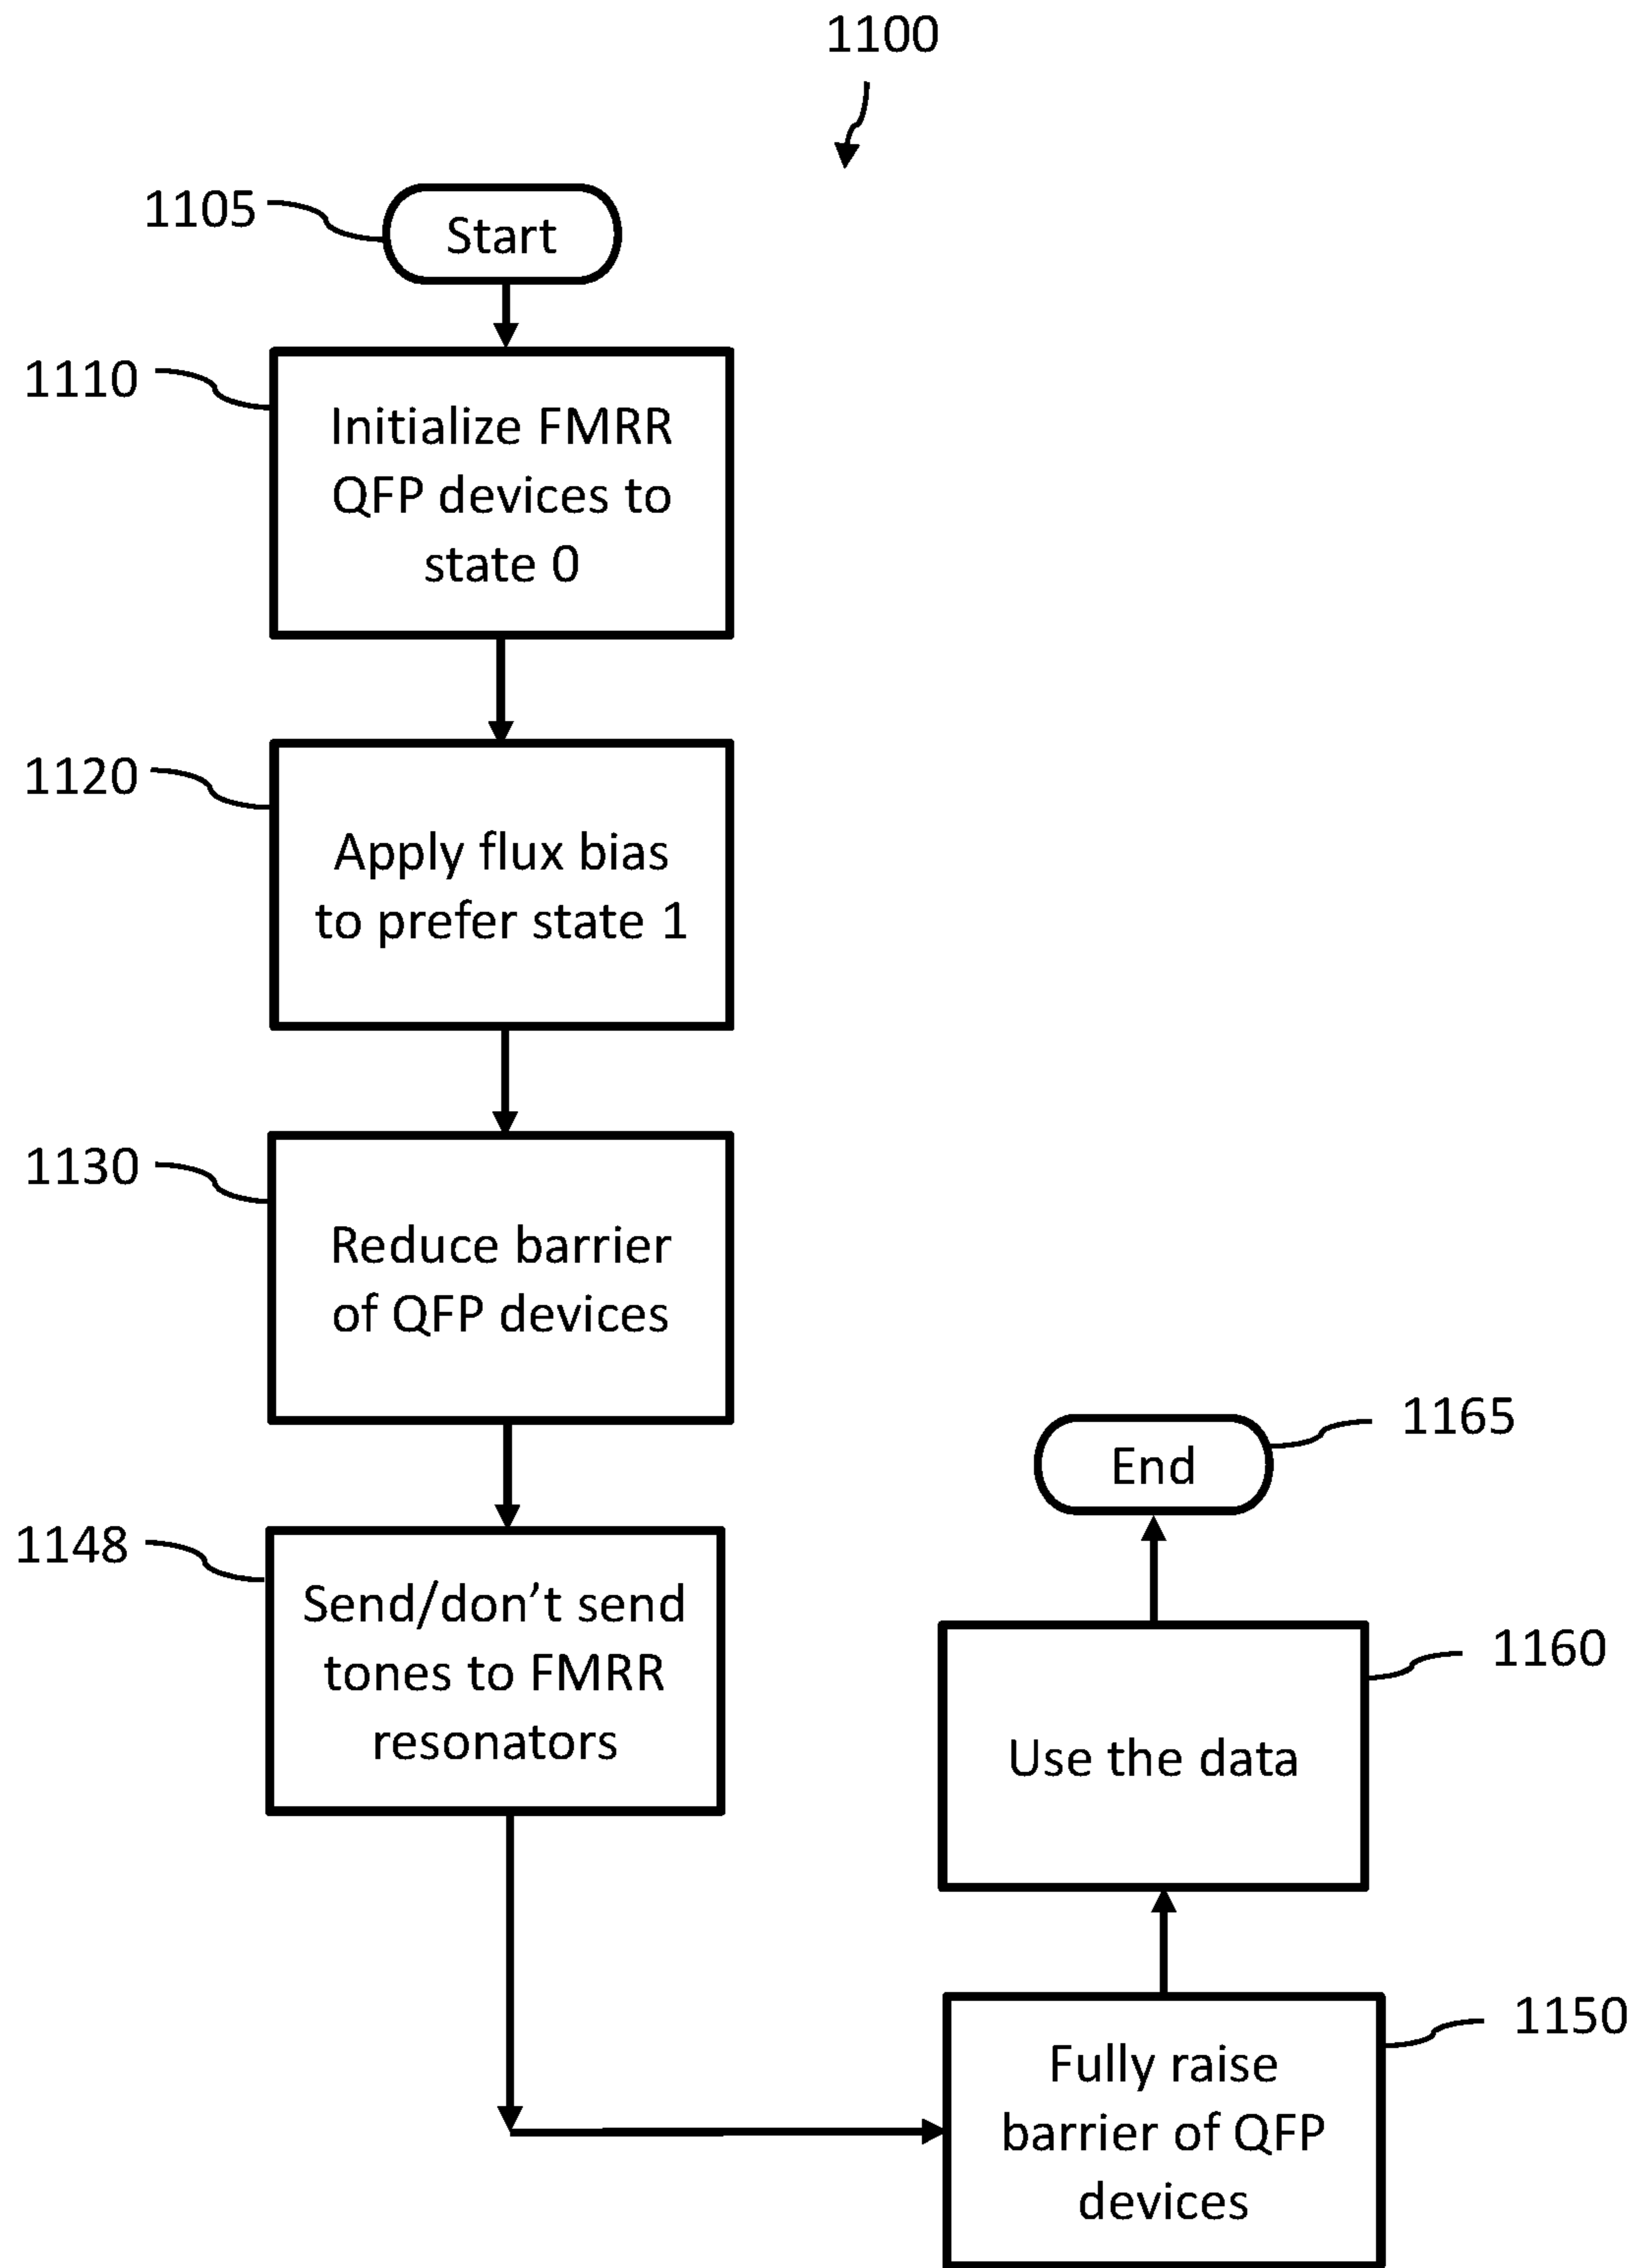 1100
1105
Start
1110
Initialize FMRR
QFP devices to
state 0
1120
Apply flux bias
to prefer state 1
1130
Reduce barrier
of QFP devices
1148
Send/don’t send
tones to FMRR
resonators
1165
End
1160
Use the data
1150
Fully raise
barrier of QFP
devices